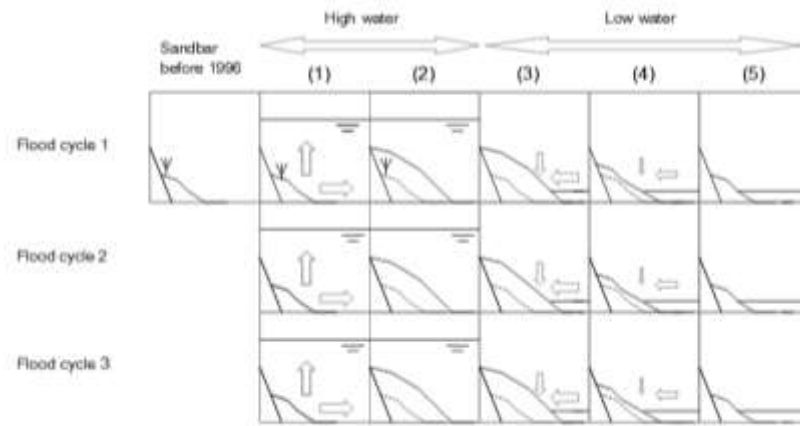 High water
Low water
Sandbar
before 1996
(1)
(2)
(3)
(4)
(5)
Flood cycle 1
Flood cycle 2
Flood cycle 3